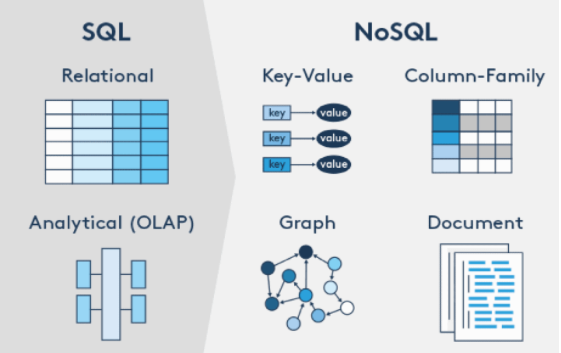 SQL
NoSQL
Relational
Key-Value
Column-Family
key
value
key
value
key
value
Analytical (OLAP)
Graph
Document